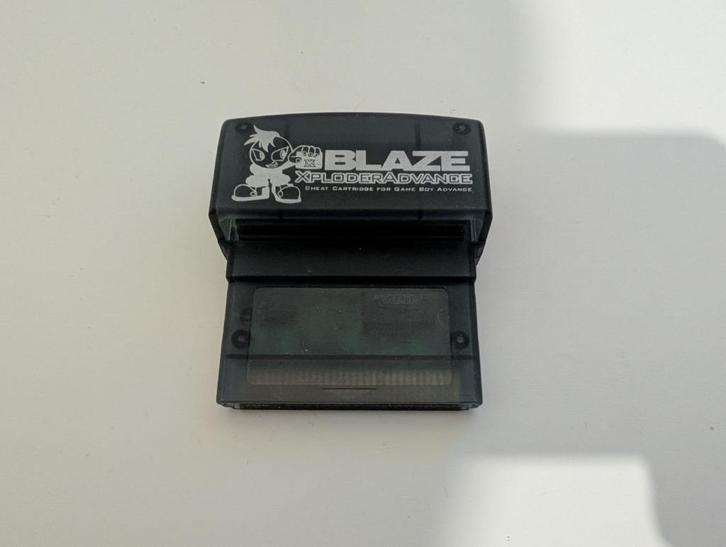 X
BLAZE
XPLODERADVANCE
CHEAT CARTRIDGE FOR GAME BOY ADVANCE